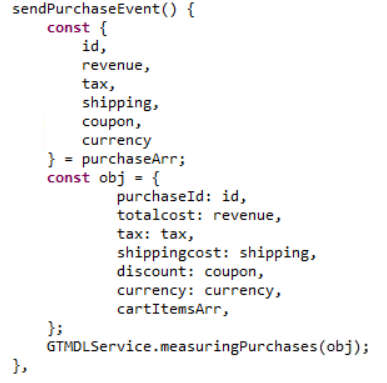 sendPurchaseEvent() {
const {
id,
revenue,
tax,
shipping,
coupon,
currency
} = purchaseArr;
const obj = {
purchaseId: id,
totalcost: revenue,
tax: tax,
shippingcost: shipping,
discount: coupon,
currency: currency,
cartItemsArr,
};
GTMDLService.measuringPurchases(obj);
},